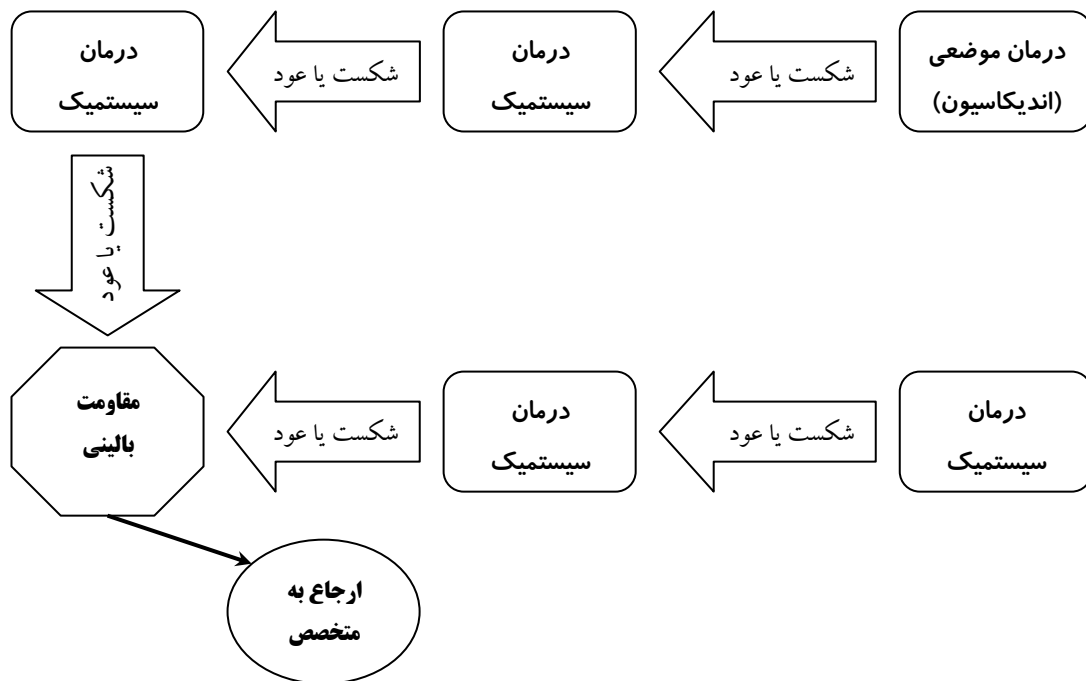 درمان موضعی
(اندیکاسیون)
شکست یا عود
درمان
سیستمیک
شکست یا عود
درمان
سیستمیک
شکست یا عود
درمان
سیستمیک
شکست یا عود
درمان
سیستمیک
شکست یا عود
مقاومت
بالینی
ارجاع به
متخصص